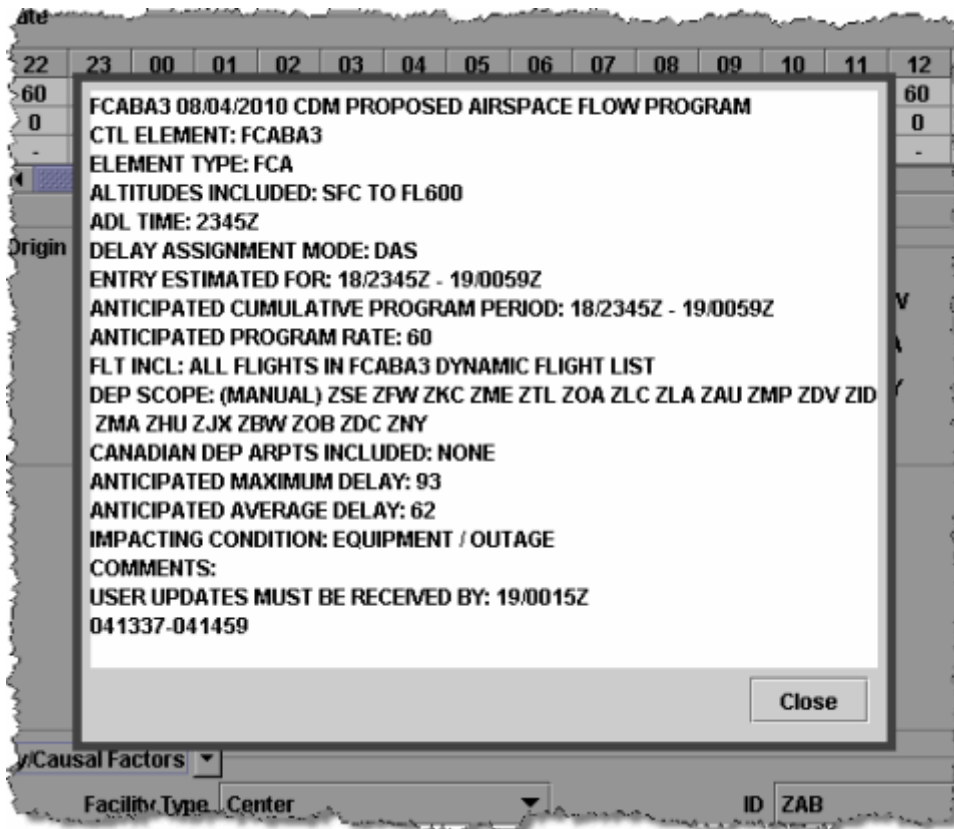 ate
22 23 00 01 02 03 04 05 06 07 08 09 10 11 12
60 60
0 0
- -
FCABA3 08/04/2010 CDM PROPOSED AIRSPACE FLOW PROGRAM
CTL ELEMENT: FCABA3
ELEMENT TYPE: FCA
ALTITUDES INCLUDED: SFC TO FL600
ADL TIME: 2345Z
Origin
DELAY ASSIGNMENT MODE: DAS
ENTRY ESTIMATED FOR: 18/2345Z - 19/0059Z
ANTICIPATED CUMULATIVE PROGRAM PERIOD: 18/2345Z - 19/0059Z
ANTICIPATED PROGRAM RATE: 60
FLT INCL: ALL FLIGHTS IN FCABA3 DYNAMIC FLIGHT LIST
DEP SCOPE: (MANUAL) ZSE ZFW ZKC ZME ZTL ZOA ZLC ZLA ZAU ZMP ZDV ZID
ZMA ZHU ZJX ZBW ZOB ZDC ZNY
CANADIAN DEP ARPTS INCLUDED: NONE
ANTICIPATED MAXIMUM DELAY: 93
ANTICIPATED AVERAGE DELAY: 62
IMPACTING CONDITION: EQUIPMENT / OUTAGE
COMMENTS:
USER UPDATES MUST BE RECEIVED BY: 19/0015Z
041337-041459
Close
y/Causal Factors
Facility Type Center ID ZAB